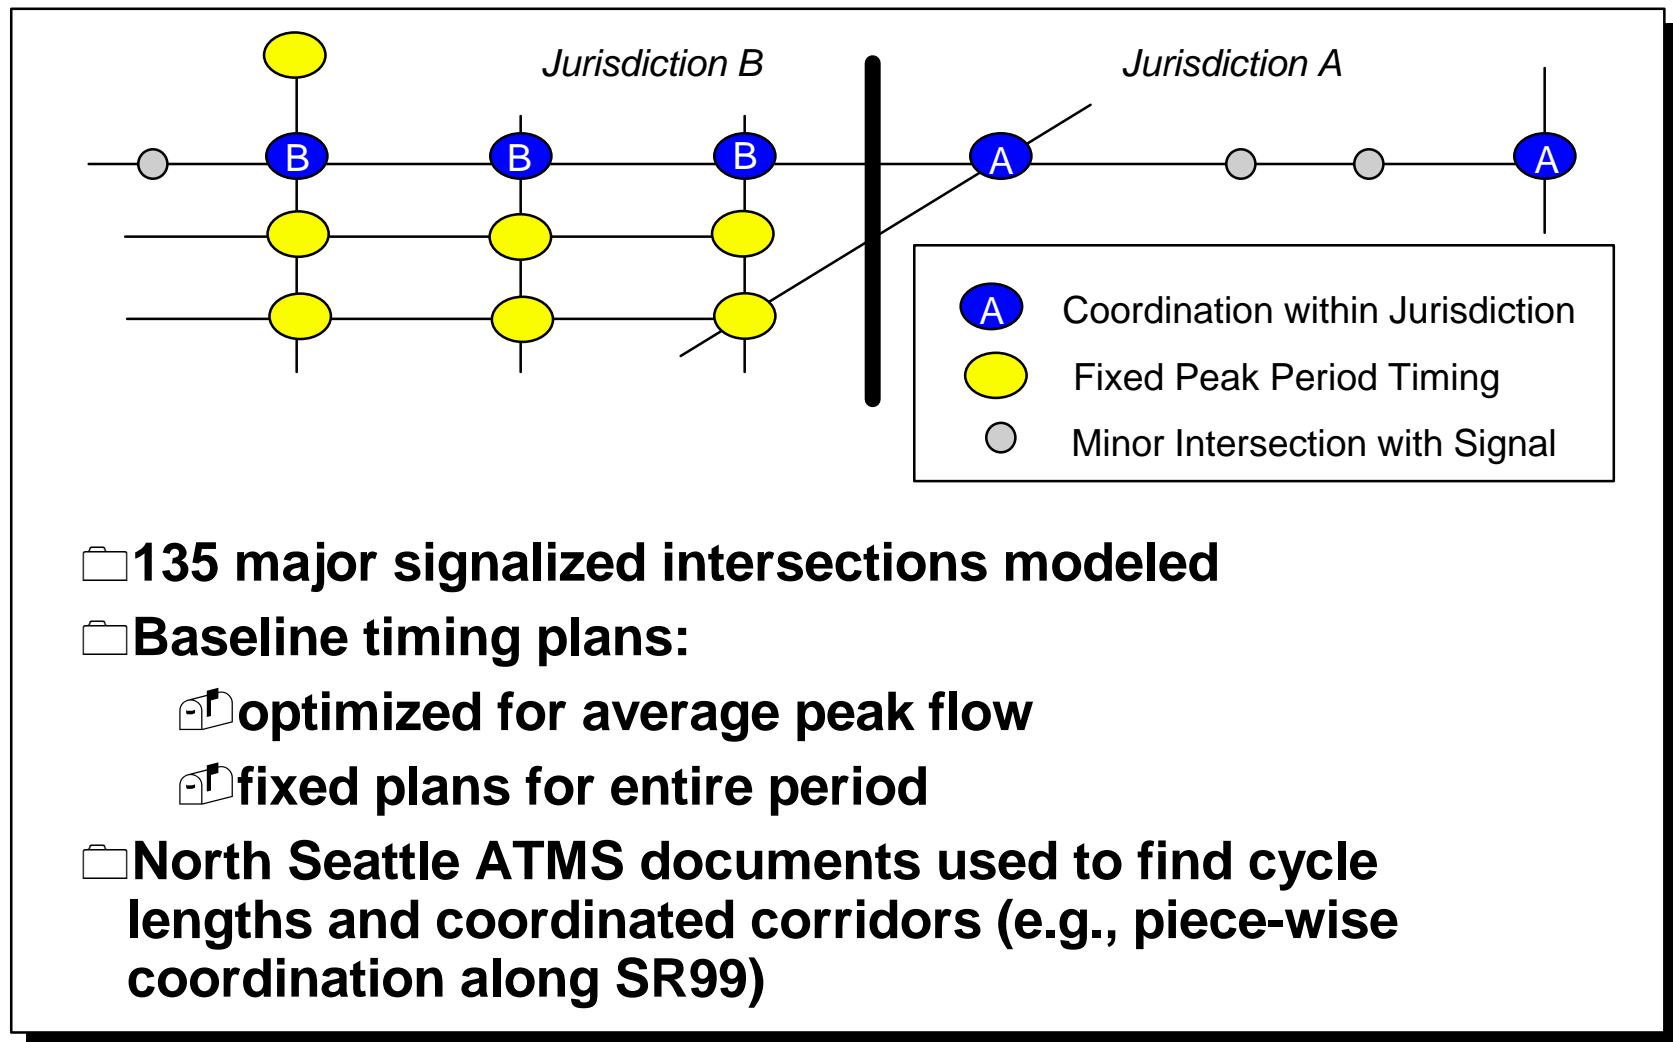 Jurisdiction B
Jurisdiction A
B
B
B
A
A
A
Coordination within Jurisdiction
Fixed Peak Period Timing
Minor Intersection with Signal
135 major signalized intersections modeled
Baseline timing plans:
optimized for average peak flow
fixed plans for entire period
North Seattle ATMS documents used to find cycle
lengths and coordinated corridors (e.g., piece-wise
coordination along SR99)